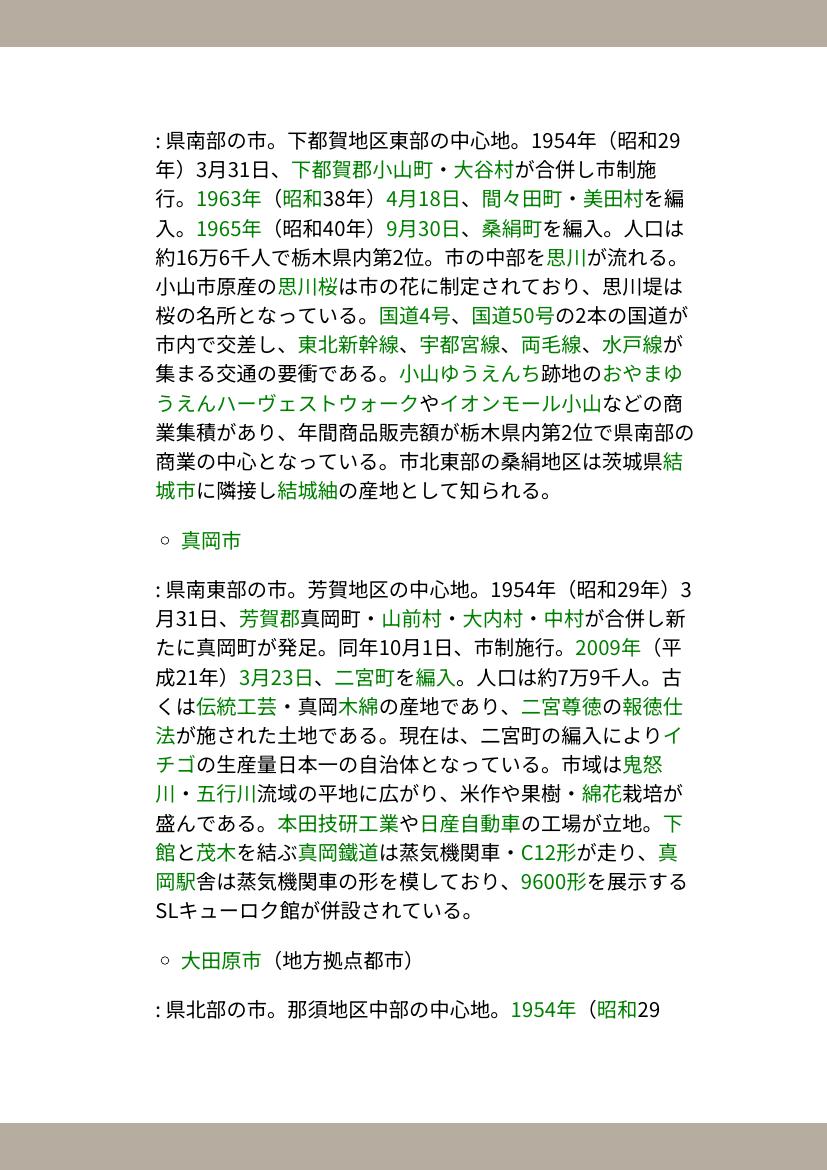 : 県南部の市。下都賀地区東部の中心地。1954年（昭和29
年）3月31日、下都賀郡小山町・大谷村が合併し市制施
行。1963年（昭和38年）4月18日、間々田町・美田村を編
入。1965年（昭和40年）9月30日、桑絹町を編入。人口は
約16万6千人で栃木県内第2位。市の中部を思川が流れる。
小山市原産の思川桜は市の花に制定されており、思川堤は
桜の名所となっている。国道4号、国道50号の2本の国道が
市内で交差し、東北新幹線、宇都宮線、両毛線、水戸線が
集まる交通の要衝である。小山ゆうえんち跡地のおやまゆ
うえんハーヴェストウォークやイオンモール小山などの商
業集積があり、年間商品販売額が栃木県内第2位で県南部の
商業の中心となっている。市北東部の桑絹地区は茨城県結
城市に隣接し結城紬の産地として知られる。
○ 真岡市
: 県南東部の市。芳賀地区の中心地。1954年（昭和29年）3
月31日、芳賀郡真岡町・山前村・大内村・中村が合併し新
たに真岡町が発足。同年10月1日、市制施行。2009年（平
成21年）3月23日、二宮町を編入。人口は約7万9千人。古
くは伝統工芸・真岡木綿の産地であり、二宮尊徳の報徳仕
法が施された土地である。現在は、二宮町の編入によりイ
チゴの生産量日本一の自治体となっている。市域は鬼怒
川・五行川流域の平地に広がり、米作や果樹・綿花栽培が
盛んである。本田技研工業や日産自動車の工場が立地。下
館と茂木を結ぶ真岡鐵道は蒸気機関車・C12形が走り、真
岡駅舎は蒸気機関車の形を模しており、9600形を展示する
SLキューロク館が併設されている。
○ 大田原市（地方拠点都市）
: 県北部の市。那須地区中部の中心地。1954年（昭和29